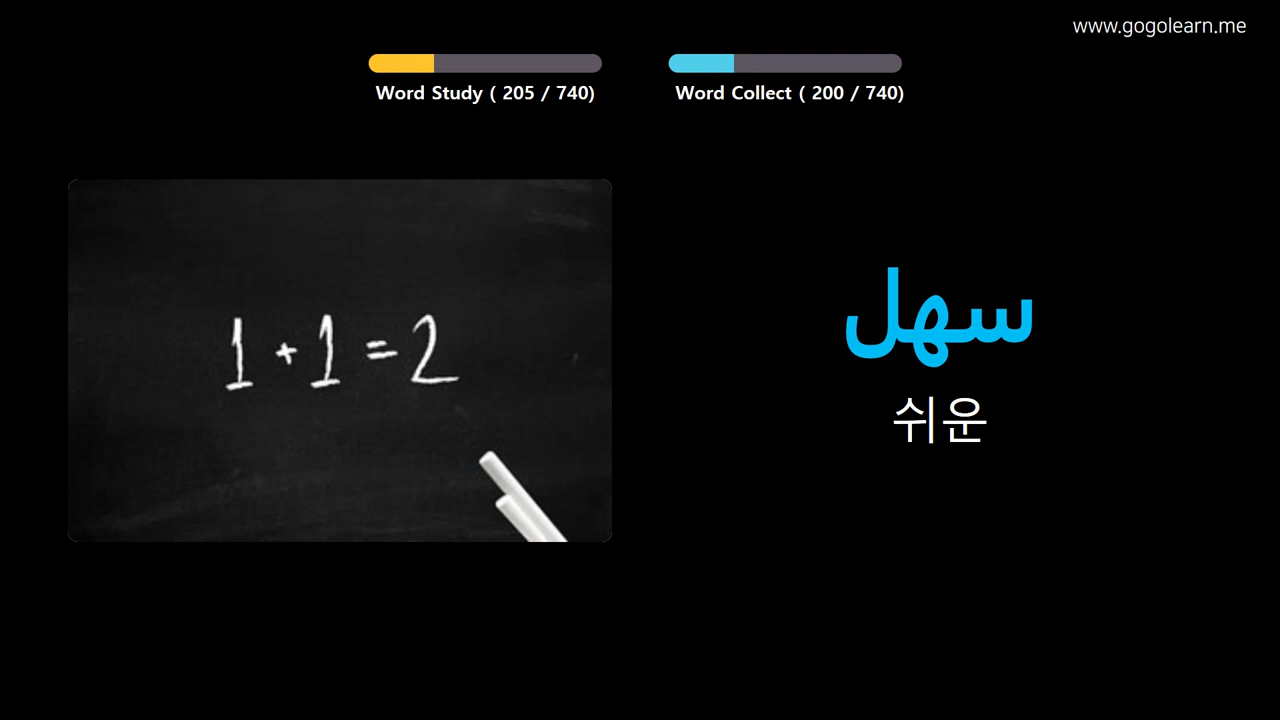 www.gogolearn.me
Word Study ( 205 / 740)
Word Collect ( 200 / 740)
1 + 1 = 2
سهل
쉬운